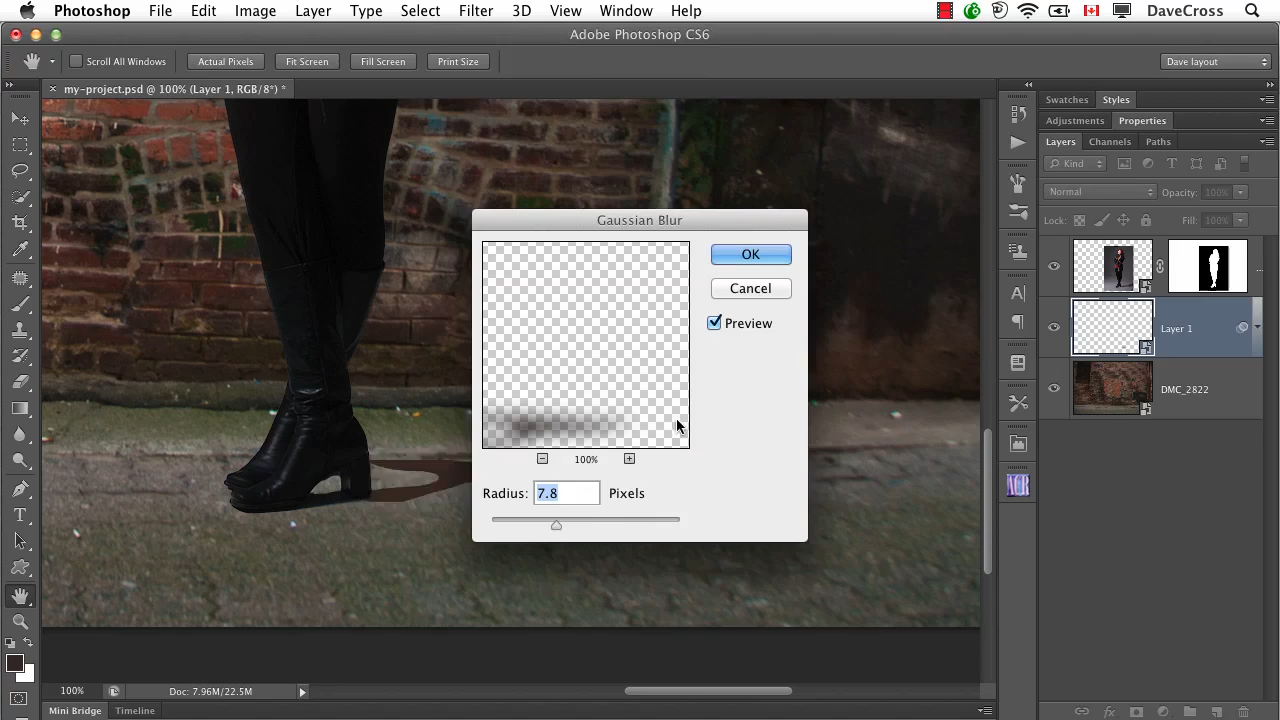 Photoshop File Edit Image Layer Type Select Filter 3D View Window Help DaveCross
Adobe Photoshop CS6
Scroll All Windows Actual Pixels Fit Screen Fill Screen Print Size Dave layout
× my-project.psd @ 100% (Layer 1, RGB/8*) *
Swatches Styles
Adjustments Properties
Layers Channels Paths
Kind
Normal Opacity: 100%
Lock: Fill: 100%
...
Layer 1
DMC_2822
Gaussian Blur
OK
Cancel
Preview
100%
Radius: 7.8 Pixels
100% Doc: 7.96M/22.5M
Mini Bridge Timeline